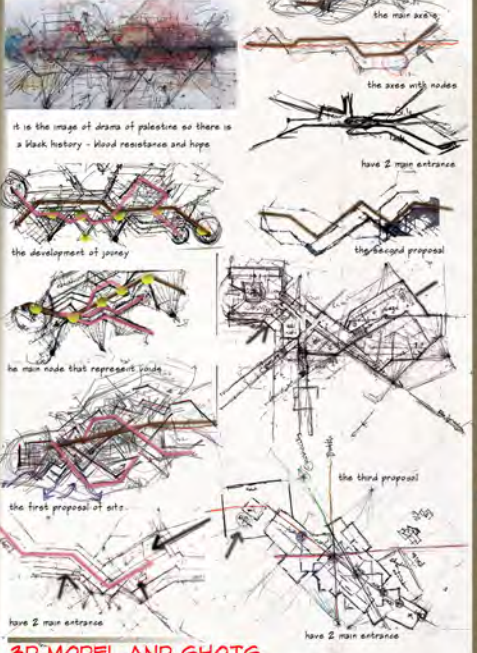 it is the image of drama of palestine so there is
a black history - blood resistance and hope
the development of jooney
he main node that represent voids
the first proposal of site
have 2 main entrance
the main axe s
the axes with nodes
have 2 main entrance
the second proposal
the third proposal
have 2 main entrance
3D MODEL AND SHOTS